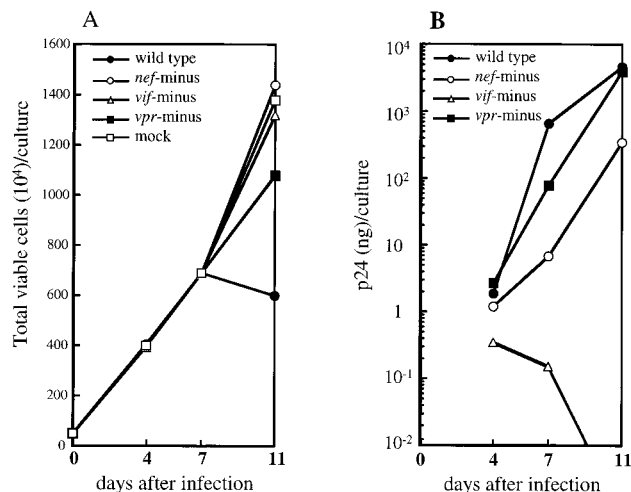 A
Total viable cells (10⁴)/culture
1600
1400
1200
1000
800
600
400
200
0
wild type
nef-minus
vif-minus
vpr-minus
mock
0 4 7 11
days after infection
B
p24 (ng)/culture
10⁴
10³
10²
10
1
10⁻¹
10⁻²
wild type
nef-minus
vif-minus
vpr-minus
0 4 7 11
days after infection